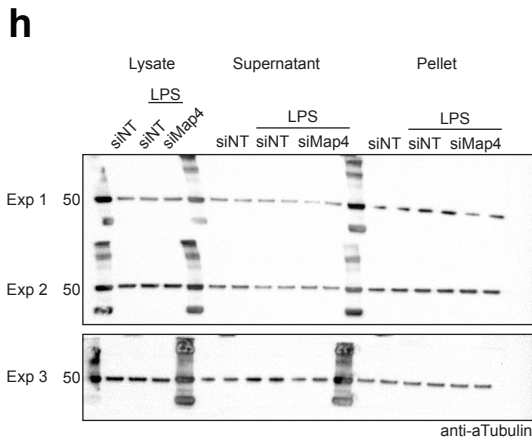 h
Lysate Supernatant Pellet
LPS LPS LPS
siNT siNT siMap4 siNT siNT siMap4 siNT siNT siMap4
Exp 1 50
Exp 2 50
Exp 3 50
anti-aTubulin